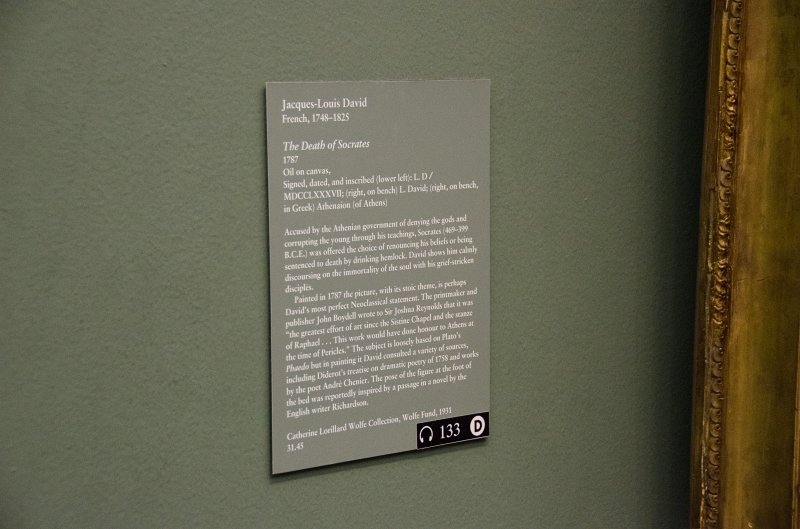 Jacques-Louis David
French, 1748–1825
The Death of Socrates
1787
Oil on canvas,
Signed, dated, and inscribed (lower left): L. D /
MDCCLXXXVII; (right, on bench) L. David; (right, on bench,
in Greek) Athenaion (of Athens)
Accused by the Athenian government of denying the gods and
corrupting the young through his teachings, Socrates (469–399
B.C.E.) was offered the choice of renouncing his beliefs or being
sentenced to death by drinking hemlock. David shows him calmly
discoursing on the immortality of the soul with his grief-stricken
disciples.
Painted in 1787 the picture, with its stoic theme, is perhaps
David's most perfect Neoclassical statement. The printmaker and
publisher John Boydell wrote to Sir Joshua Reynolds that it was
“the greatest effort of art since the Sistine Chapel and the stanze
of Raphael . . . This work would have done honour to Athens at
the time of Pericles.” The subject is loosely based on Plato's
Phaedo but in painting it David consulted a variety of sources,
including Diderot's treatise on dramatic poetry of 1758 and works
by the poet André Chenier. The pose of the figure at the foot of
the bed was reportedly inspired by a passage in a novel by the
English writer Richardson.
Catherine Lorillard Wolfe Collection, Wolfe Fund, 1931
31.45
133 D